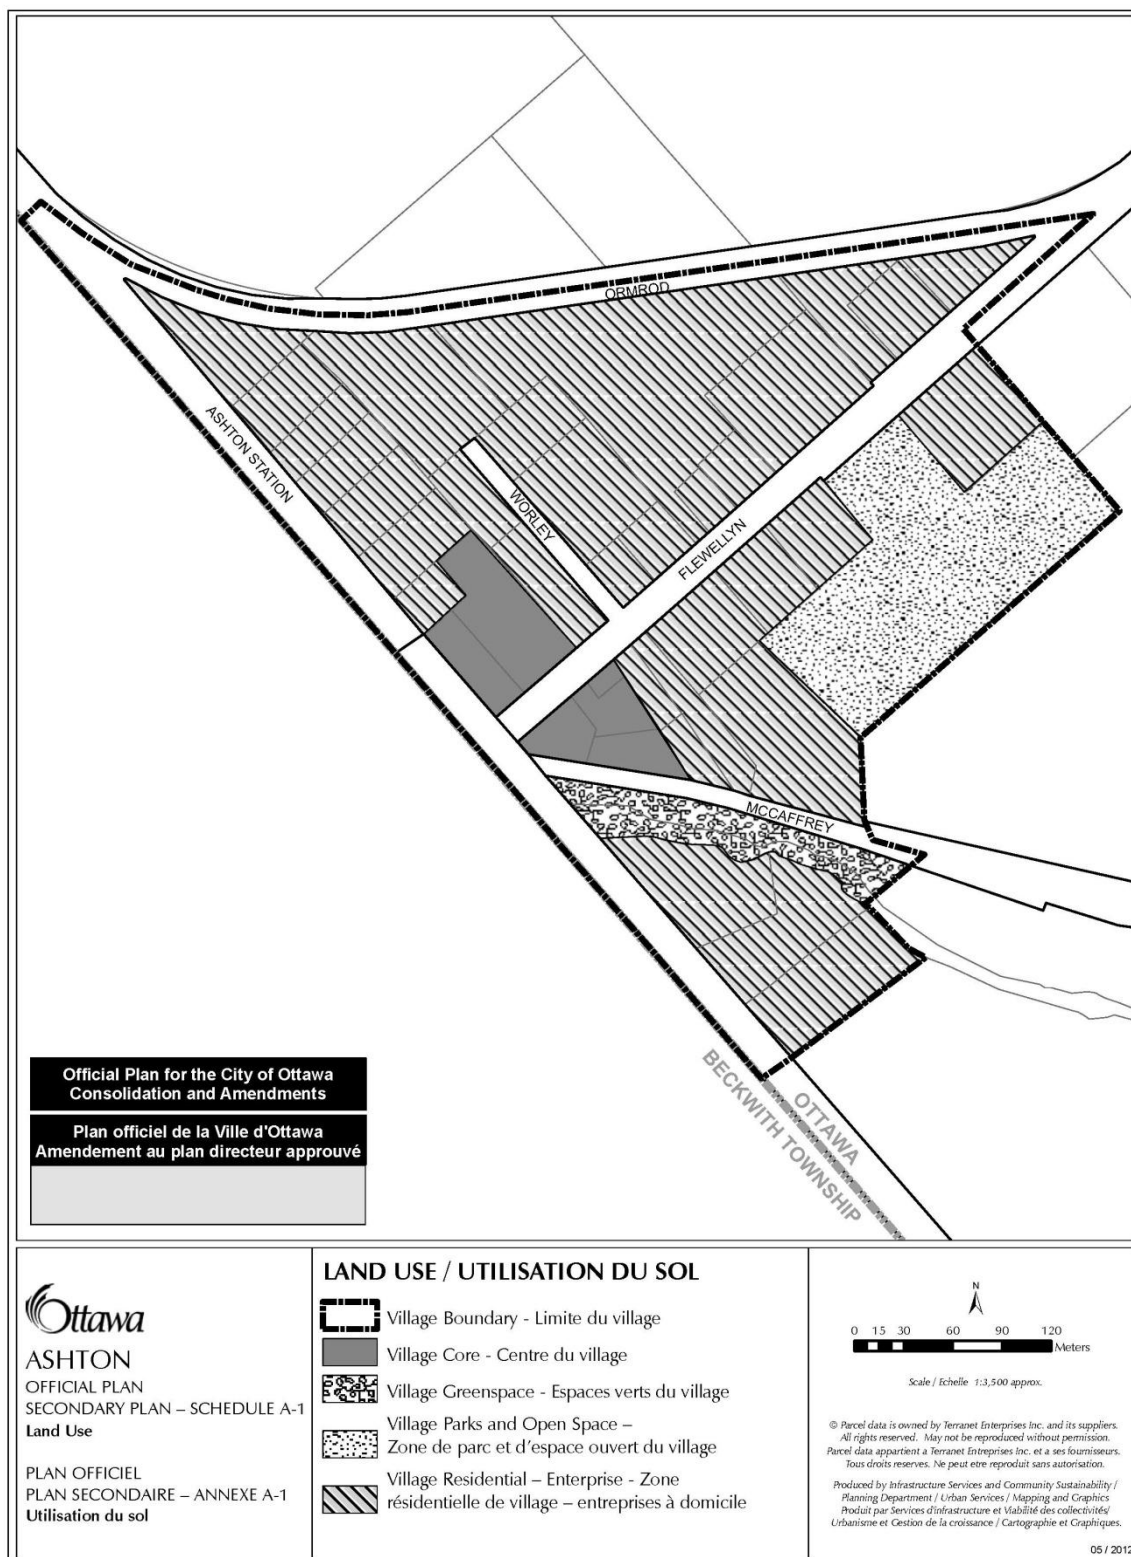 ORMROD
ASHTON STATION
WORLEY
FLEWELLYN
MCCAFFREY
OTTAWA
BECKWITH TOWNSHIP
Official Plan for the City of Ottawa
Consolidation and Amendments
Plan officiel de la Ville d'Ottawa
Amendement au plan directeur approuvé
Ottawa
ASHTON
OFFICIAL PLAN
SECONDARY PLAN – SCHEDULE A-1
Land Use
PLAN OFFICIEL
PLAN SECONDAIRE – ANNEXE A-1
Utilisation du sol
LAND USE / UTILISATION DU SOL
Village Boundary - Limite du village
Village Core - Centre du village
Village Greenspace - Espaces verts du village
Village Parks and Open Space –
Zone de parc et d'espace ouvert du village
Village Residential – Enterprise - Zone
résidentielle de village – entreprises à domicile
N
0 15 30 60 90 120
Meters
Scale / Echelle 1:3,500 approx.
© Parcel data is owned by Teranet Enterprises Inc. and its suppliers.
All rights reserved. May not be reproduced without permission.
Parcel data appartient a Teranet Entreprises Inc. et a ses fournisseurs.
Tous droits reserves. Ne peut etre reproduit sans autorisation.
Produced by Infrastructure Services and Community Sustainability /
Planning Department / Urban Services / Mapping and Graphics
Produit par Services d'infrastructure et Viabilité des collectivités/
Urbanisme et Gestion de la croissance / Cartographie et Graphiques.
05 / 2012